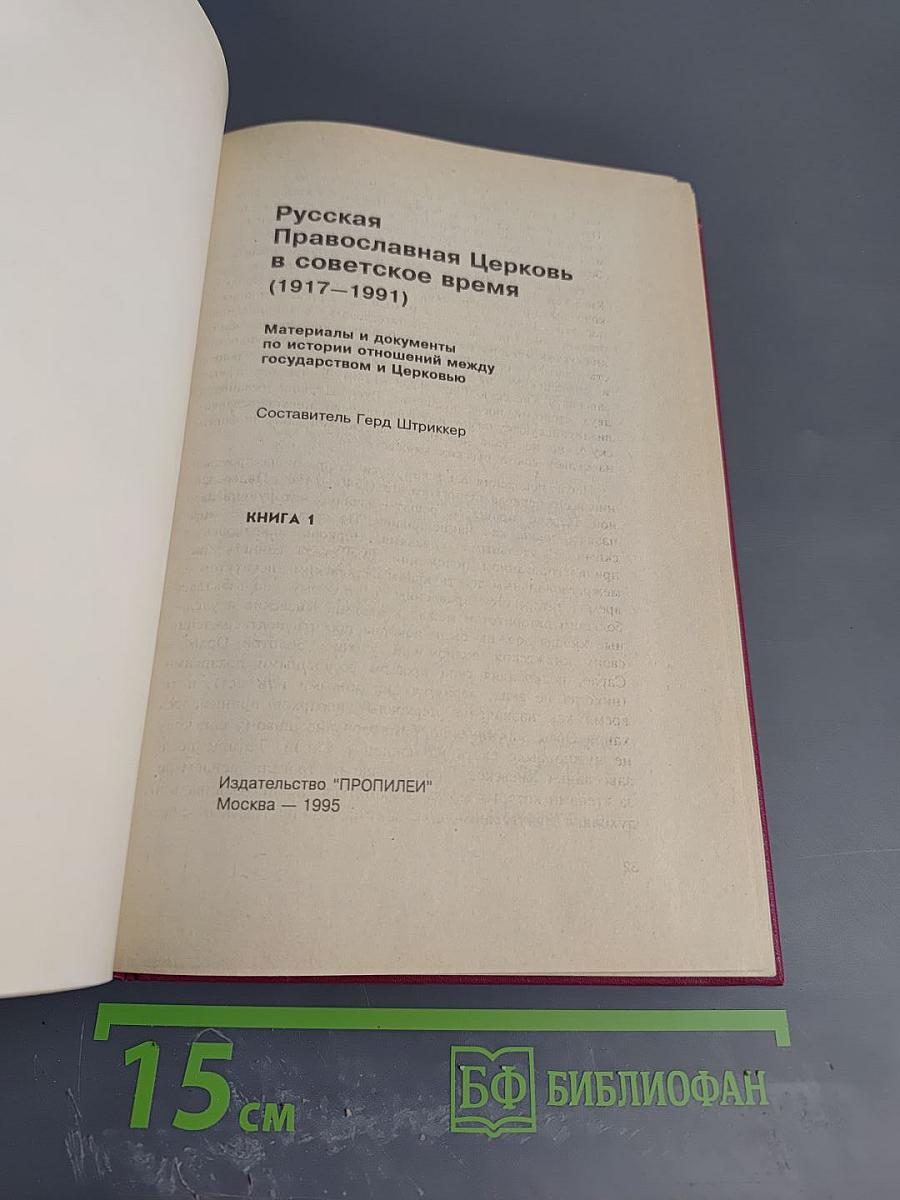 Русская
Православная Церковь
в советское время
(1917—1991)
Материалы и документы
по истории отношений между
государством и Церковью
Составитель Герд Штриккер
КНИГА 1
Издательство "ПРОПИЛЕИ"
Москва — 1995
15 см
БФ БИБЛИОФАН